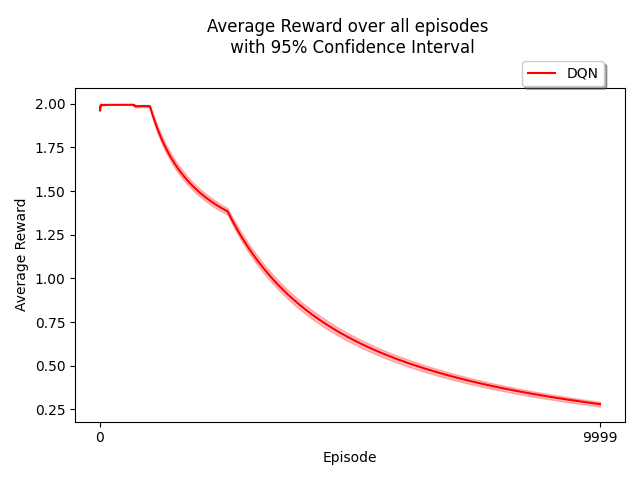 Average Reward over all episodes
with 95% Confidence Interval
DQN
2.00
1.75
1.50
1.25
1.00
0.75
0.50
0.25
Average Reward
0
9999
Episode